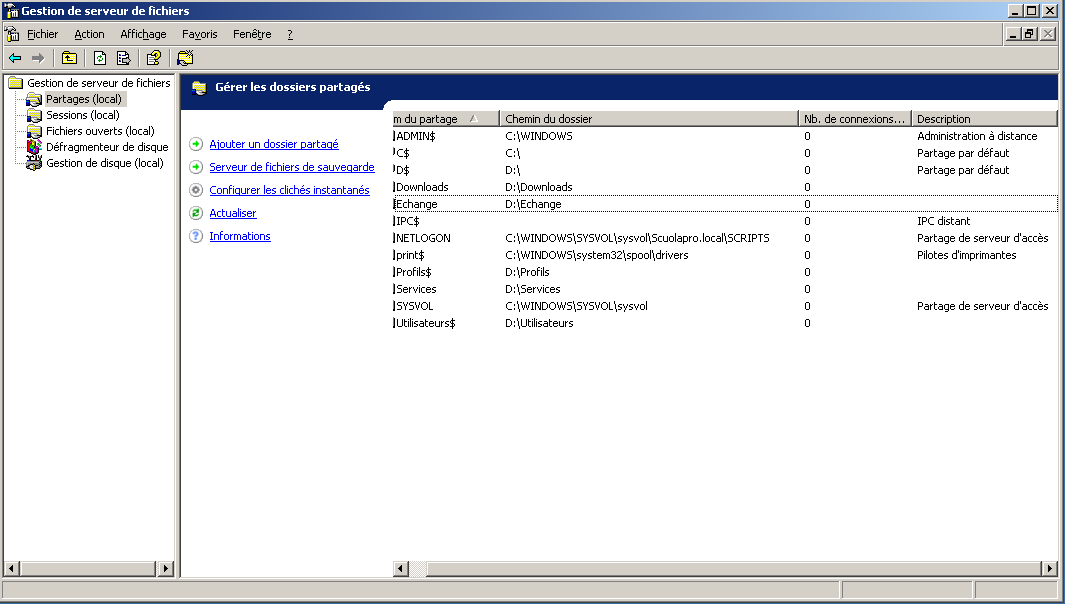 Gestion de serveur de fichiers
Fichier Action Affichage Favoris Fenêtre ?
Gestion de serveur de fichiers
Partages (local)
Sessions (local)
Fichiers ouverts (local)
Défragmenteur de disque
Gestion de disque (local)
Gérer les dossiers partagés
Ajouter un dossier partagé
Serveur de fichiers de sauvegarde
Configurer les clichés instantanés
Actualiser
Informations
m du partage Chemin du dossier Nb. de connexions... Description
ADMIN$ C:\WINDOWS 0 Administration à distance
C$ C:\ 0 Partage par défaut
D$ D:\ 0 Partage par défaut
Downloads D:\Downloads 0
Echange D:\Echange 0
IPC$ 0 IPC distant
NETLOGON C:\WINDOWS\SYSVOL\sysvol\Scuolapro.local\SCRIPTS 0 Partage de serveur d'accès
print$ C:\WINDOWS\system32\spool\drivers 0 Pilotes d'imprimantes
Profils$ D:\Profils 0
Services D:\Services 0
SYSVOL C:\WINDOWS\SYSVOL\sysvol 0 Partage de serveur d'accès
Utilisateurs$ D:\Utilisateurs 0